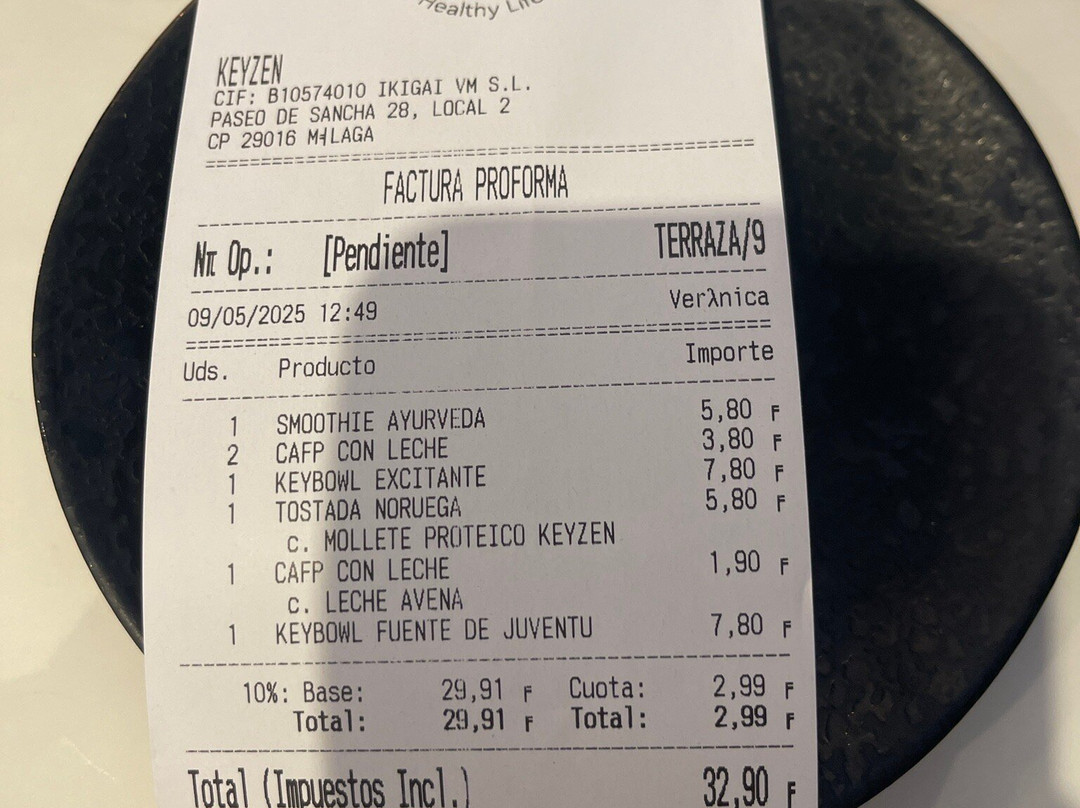 Healthy Life
KEYZEN
CIF: B10574010 IKIGAI VM S.L.
PASEO DE SANCHA 28, LOCAL 2
CP 29016 M╡LAGA
FACTURA PROFORMA
Nπ Op.: [Pendiente] TERRAZA/9
09/05/2025 12:49 Verλnica
Uds. Producto Importe
1 SMOOTHIE AYURVEDA 5,80 F
2 CAFP CON LECHE 3,80 F
1 KEYBOWL EXCITANTE 7,80 F
1 TOSTADA NORUEGA 5,80 F
c. MOLLETE PROTEICO KEYZEN
1 CAFP CON LECHE 1,90 F
c. LECHE AVENA
1 KEYBOWL FUENTE DE JUVENTU 7,80 F
10%: Base: 29,91 F Cuota: 2,99 F
Total: 29,91 F Total: 2,99 F
Total (Impuestos Incl.) 32,90 F